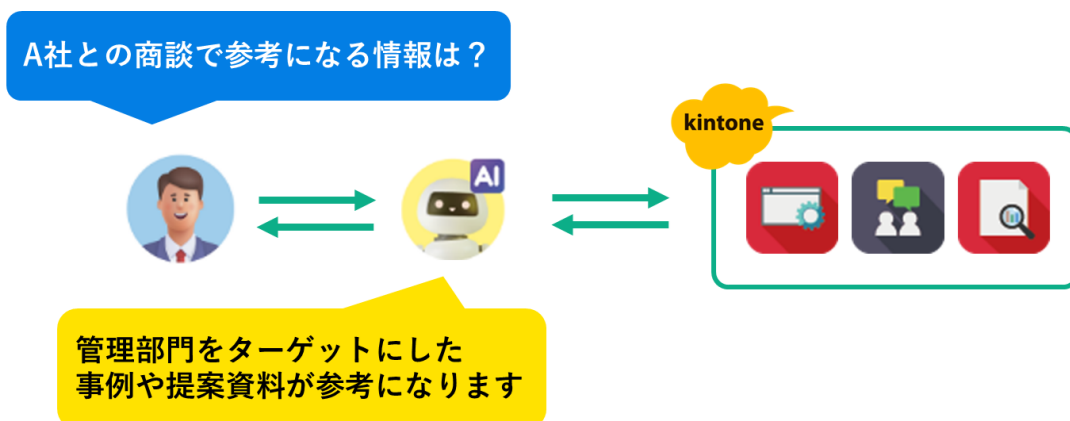 A社との商談で参考になる情報は？
kintone
AI
管理部門をターゲットにした
事例や提案資料が参考になります